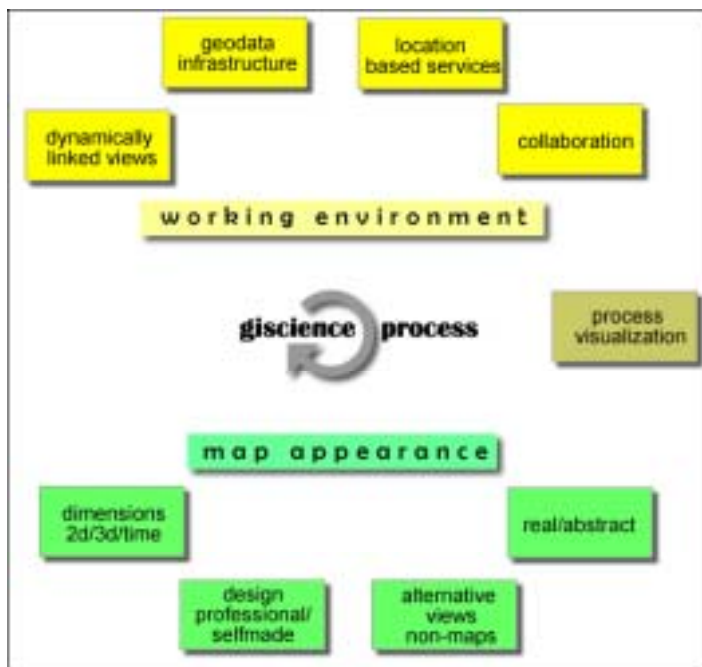 geodata
infrastructure
location
based services
dynamically
linked views
collaboration
working environment
giscience process
process
visualization
map appearance
dimensions
2d/3d/time
real/abstract
design
professional/
selfmade
alternative
views
non-maps